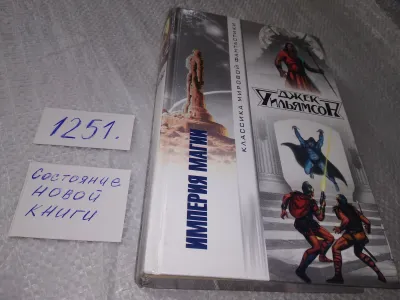 1251.
Состояние
НОВОЙ
КНИГИ
ИМПЕРИЯ МАГИИ
КЛАССИКА МИРОВОЙ ФАНТАСТИКИ
ДЖЕК
УИЛЬЯМСОН